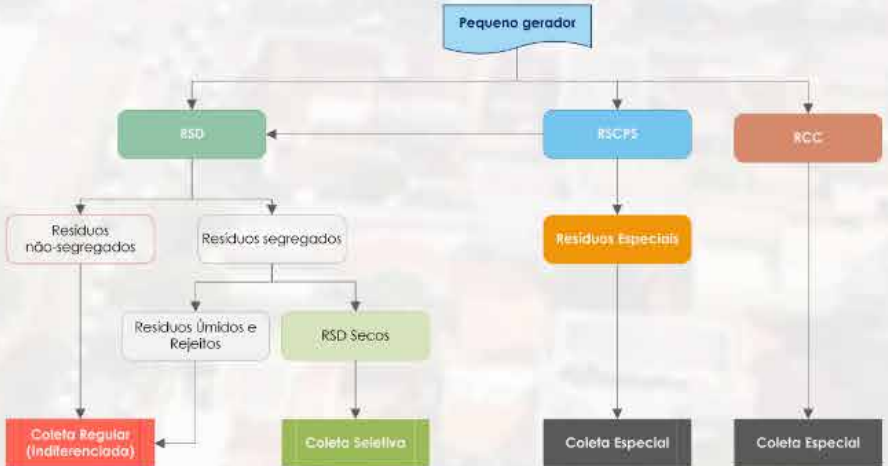 Pequeno gerador
RSD
RSCPS
RCC
Resíduos
não-segregados
Resíduos segregados
Resíduos Especiais
Resíduos Úmidos e
Rejeitos
RSD Secos
Coleta Regular
(Indiferenciada)
Coleta Seletiva
Coleta Especial
Coleta Especial